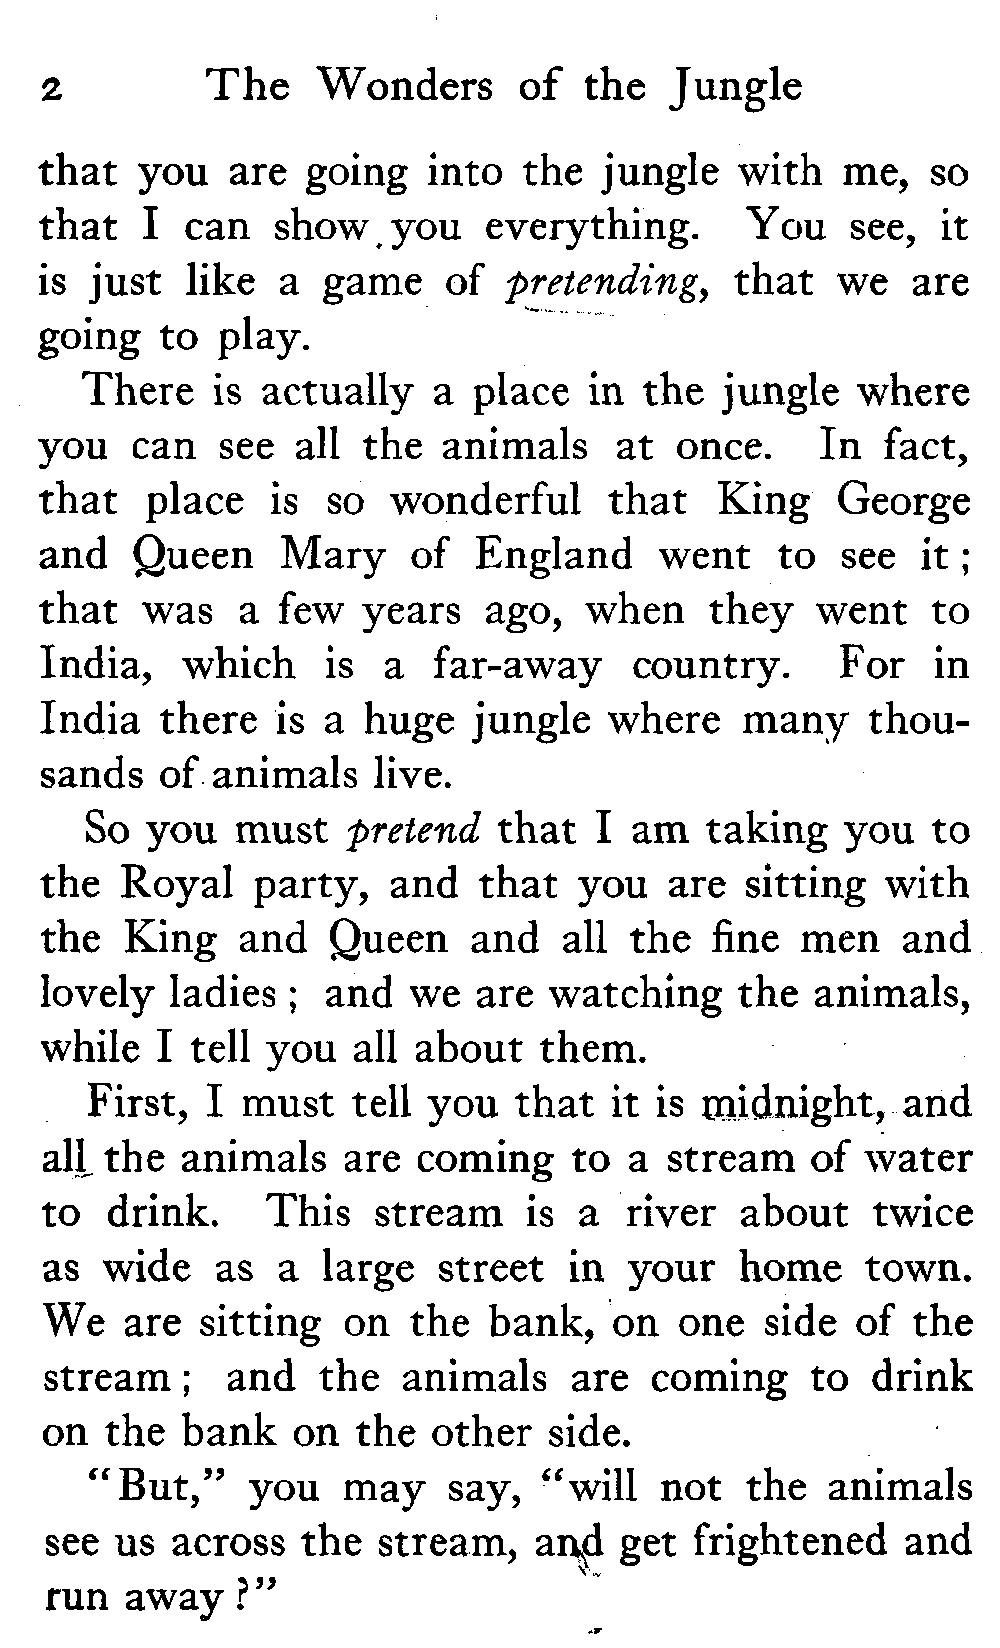 2 The Wonders of the Jungle
that you are going into the jungle with me, so
that I can show you everything. You see, it
is just like a game of pretending, that we are
going to play.
There is actually a place in the jungle where
you can see all the animals at once. In fact,
that place is so wonderful that King George
and Queen Mary of England went to see it;
that was a few years ago, when they went to
India, which is a far-away country. For in
India there is a huge jungle where many thou-
sands of animals live.
So you must pretend that I am taking you to
the Royal party, and that you are sitting with
the King and Queen and all the fine men and
lovely ladies; and we are watching the animals,
while I tell you all about them.
First, I must tell you that it is midnight, and
all the animals are coming to a stream of water
to drink. This stream is a river about twice
as wide as a large street in your home town.
We are sitting on the bank, on one side of the
stream; and the animals are coming to drink
on the bank on the other side.
"But," you may say, "will not the animals
see us across the stream, and get frightened and
run away?"